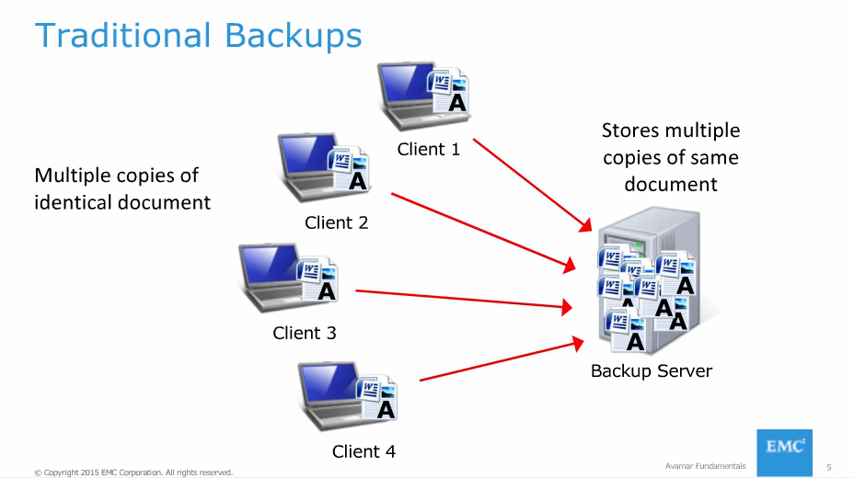 Traditional Backups
Client 1
Stores multiple
copies of same
document
Multiple copies of
identical document
Client 2
Client 3
Backup Server
Client 4
W A
W A
W A
W A
W
W
W A
W A
W A
A
W A
EMC²
© Copyright 2015 EMC Corporation. All rights reserved.
Avamar Fundamentals
5